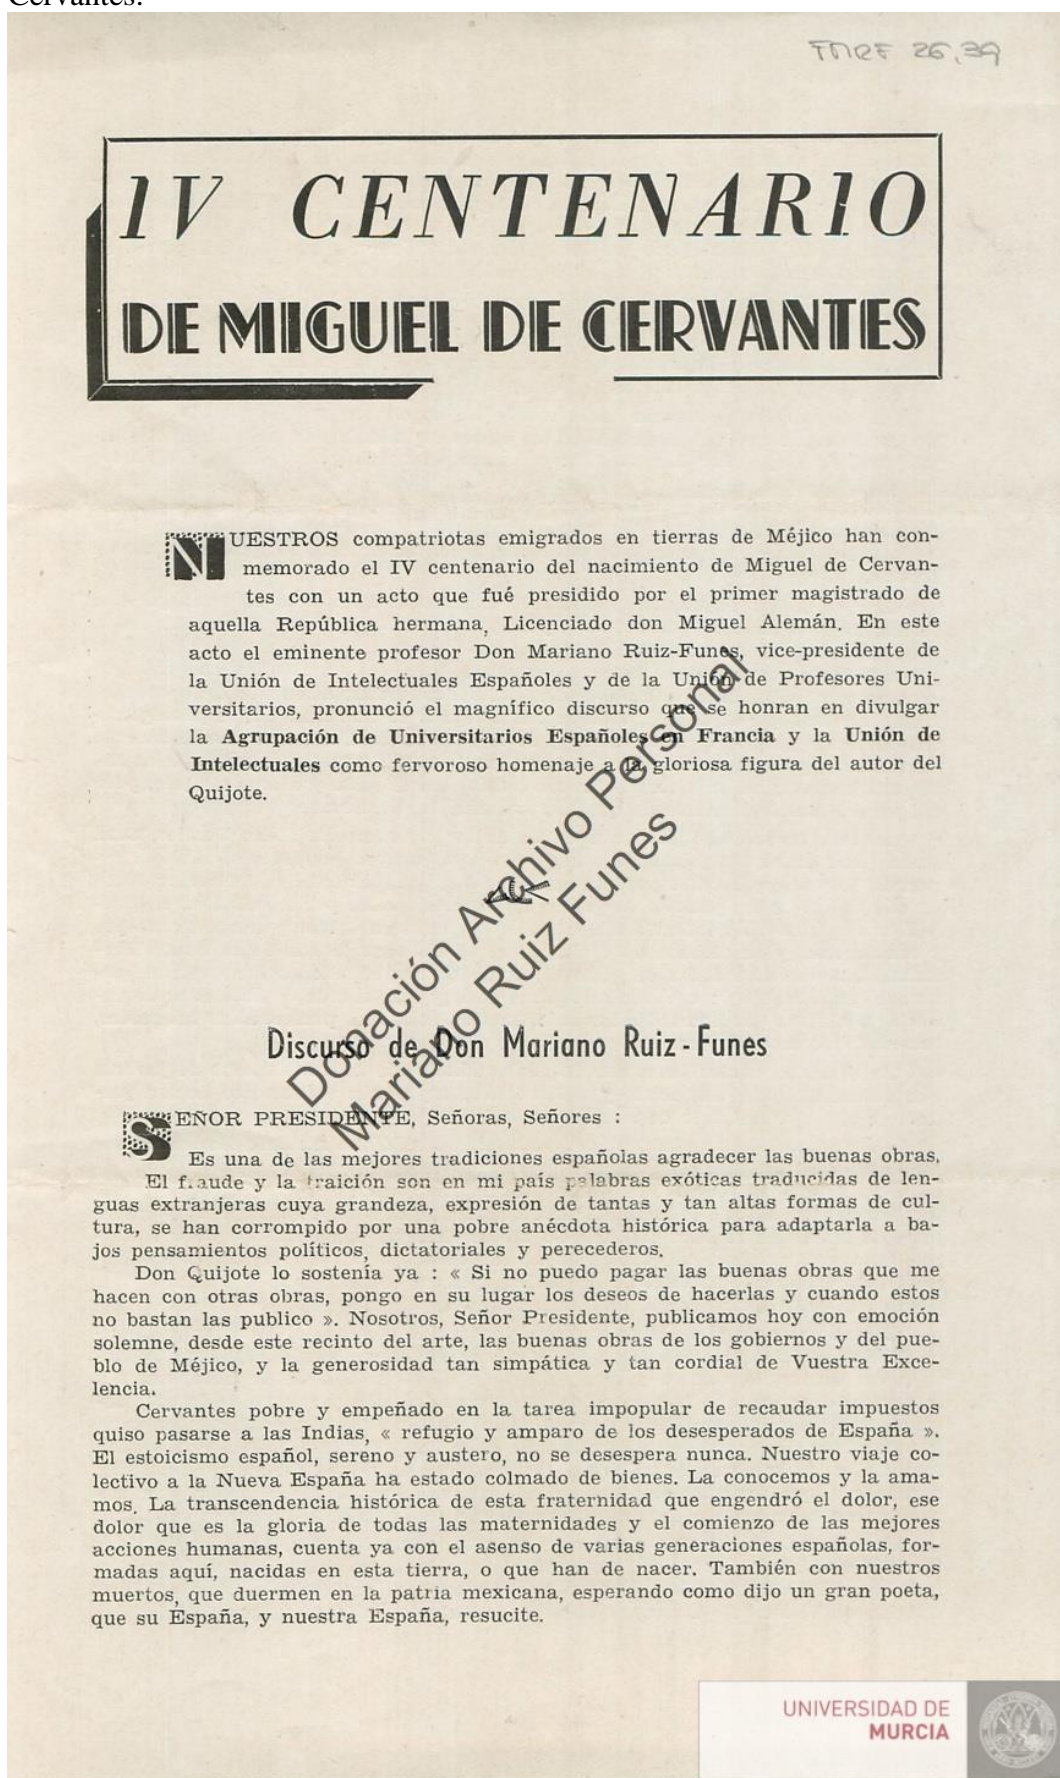 Cervantes.
FMRF 26,39
IV CENTENARIO
DE MIGUEL DE CERVANTES
NUESTROS compatriotas emigrados en tierras de Méjico han con-
memorado el IV centenario del nacimiento de Miguel de Cervan-
tes con un acto que fué presidido por el primer magistrado de
aquella República hermana, Licenciado don Miguel Alemán. En este
acto el eminente profesor Don Mariano Ruiz-Funes, vice-presidente de
la Unión de Intelectuales Españoles y de la Unión de Profesores Uni-
versitarios, pronunció el magnífico discurso que se honran en divulgar
la Agrupación de Universitarios Españoles en Francia y la Unión de
Intelectuales como fervoroso homenaje a la gloriosa figura del autor del
Quijote.
Donación Archivo Personal
Mariano Ruiz Funes
Discurso de Don Mariano Ruiz-Funes
SEÑOR PRESIDENTE, Señoras, Señores :
Es una de las mejores tradiciones españolas agradecer las buenas obras.
El f.aude y la traición son en mi país palabras exóticas traducidas de len-
guas extranjeras cuya grandeza, expresión de tantas y tan altas formas de cul-
tura, se han corrompido por una pobre anécdota histórica para adaptarla a ba-
jos pensamientos políticos, dictatoriales y perecederos.
Don Quijote lo sostenía ya : « Si no puedo pagar las buenas obras que me
hacen con otras obras, pongo en su lugar los deseos de hacerlas y cuando estos
no bastan las publico ». Nosotros, Señor Presidente, publicamos hoy con emoción
solemne, desde este recinto del arte, las buenas obras de los gobiernos y del pue-
blo de Méjico, y la generosidad tan simpática y tan cordial de Vuestra Exce-
lencia.
Cervantes pobre y empeñado en la tarea impopular de recaudar impuestos
quiso pasarse a las Indias, « refugio y amparo de los desesperados de España ».
El estoicismo español, sereno y austero, no se desespera nunca. Nuestro viaje co-
lectivo a la Nueva España ha estado colmado de bienes. La conocemos y la ama-
mos. La transcendencia histórica de esta fraternidad que engendró el dolor, ese
dolor que es la gloria de todas las maternidades y el comienzo de las mejores
acciones humanas, cuenta ya con el asenso de varias generaciones españolas, for-
madas aquí, nacidas en esta tierra, o que han de nacer. También con nuestros
muertos, que duermen en la patria mexicana, esperando como dijo un gran poeta,
que su España, y nuestra España, resucite.
UNIVERSIDAD DE
MURCIA